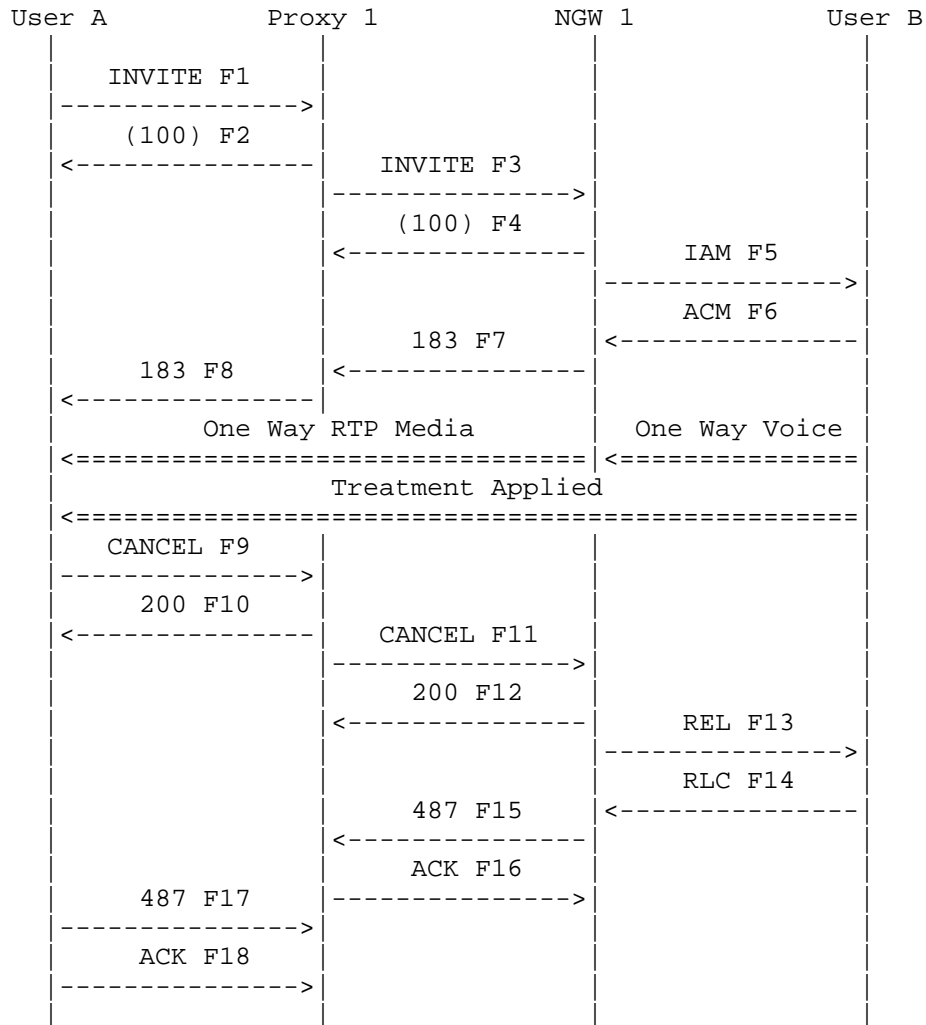 User A Proxy 1 NGW 1 User B
INVITE F1
(100) F2
INVITE F3
(100) F4
IAM F5
ACM F6
183 F7
183 F8
One Way RTP Media One Way Voice
Treatment Applied
CANCEL F9
200 F10
CANCEL F11
200 F12
REL F13
RLC F14
487 F15
ACK F16
487 F17
ACK F18